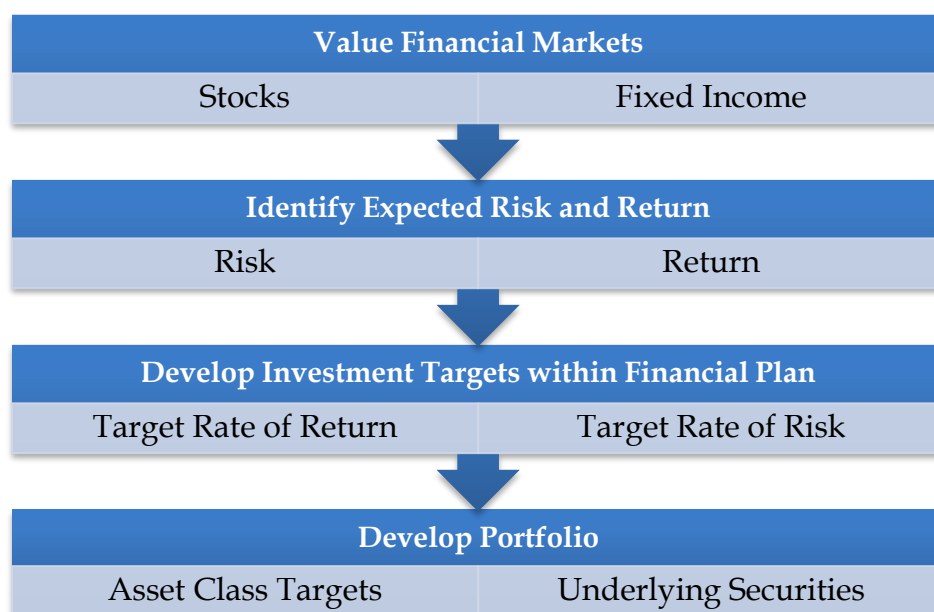 Value Financial Markets
Stocks Fixed Income
Identify Expected Risk and Return
Risk Return
Develop Investment Targets within Financial Plan
Target Rate of Return Target Rate of Risk
Develop Portfolio
Asset Class Targets Underlying Securities